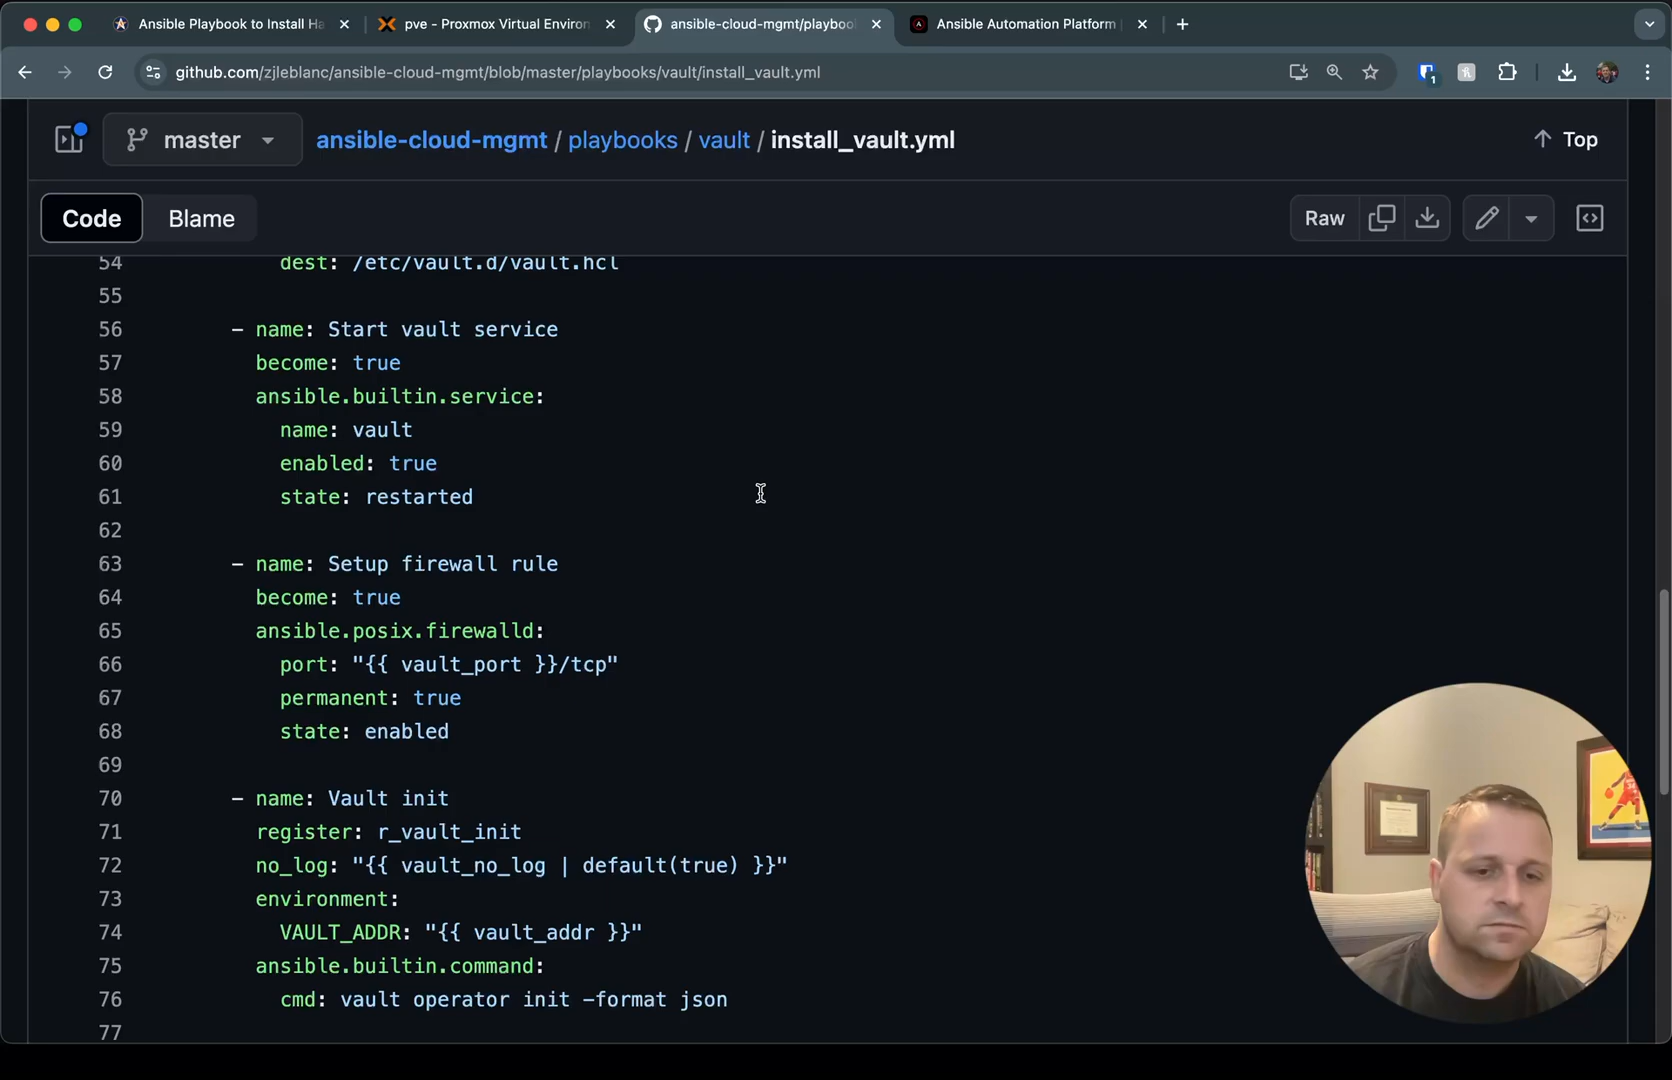 Ansible Playbook to Install Ha
pve - Proxmox Virtual Environ
ansible-cloud-mgmt/playboo
Ansible Automation Platform
github.com/zjleblanc/ansible-cloud-mgmt/blob/master/playbooks/vault/install_vault.yml
1
master
ansible-cloud-mgmt / playbooks / vault / install_vault.yml
Top
Code
Blame
Raw
54 dest: /etc/vault.d/vault.hcl
55
56 - name: Start vault service
57 become: true
58 ansible.builtin.service:
59 name: vault
60 enabled: true
61 state: restarted
62
63 - name: Setup firewall rule
64 become: true
65 ansible.posix.firewalld:
66 port: "{{ vault_port }}/tcp"
67 permanent: true
68 state: enabled
69
70 - name: Vault init
71 register: r_vault_init
72 no_log: "{{ vault_no_log | default(true) }}"
73 environment:
74 VAULT_ADDR: "{{ vault_addr }}"
75 ansible.builtin.command:
76 cmd: vault operator init -format json
77